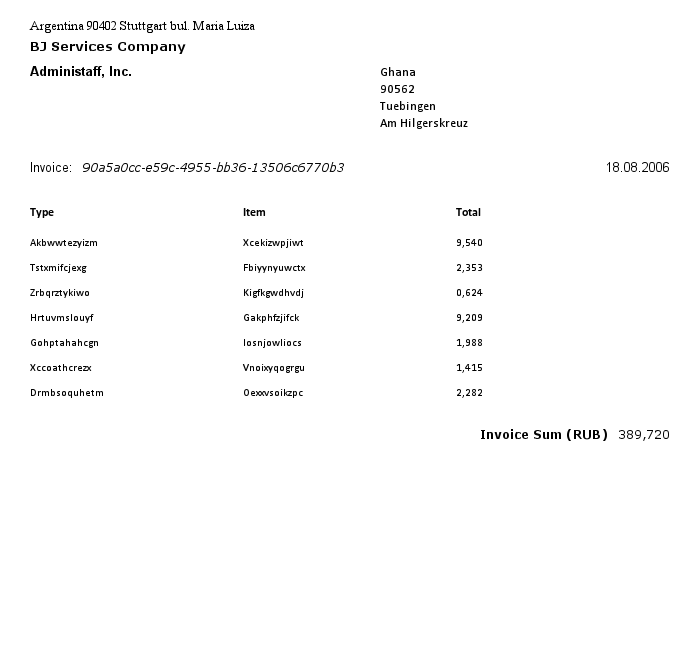 Argentina 90402 Stuttgart bul. Maria Luiza
BJ Services Company
Administaff, Inc.
Ghana
90562
Tuebingen
Am Hilgerskreuz
Invoice: 90a5a0cc-e59c-4955-bb36-13506c6770b3 18.08.2006
Type Item Total
Akbwwtezyizm Xcekizwpjiwt 9,540
Tstxmifcjexg Fbiyynyuwctx 2,353
Zrbqrztykiwo Kigfkgwdhvdj 0,624
Hrtuvmslouyf Gakphfzjifck 9,209
Gohptahahcgn Iosnjowliocs 1,988
Xccoathcrezx Vnoixyqogrgu 1,415
Drmbsoquhetm Oexxvsoikzpc 2,282
Invoice Sum (RUB) 389,720